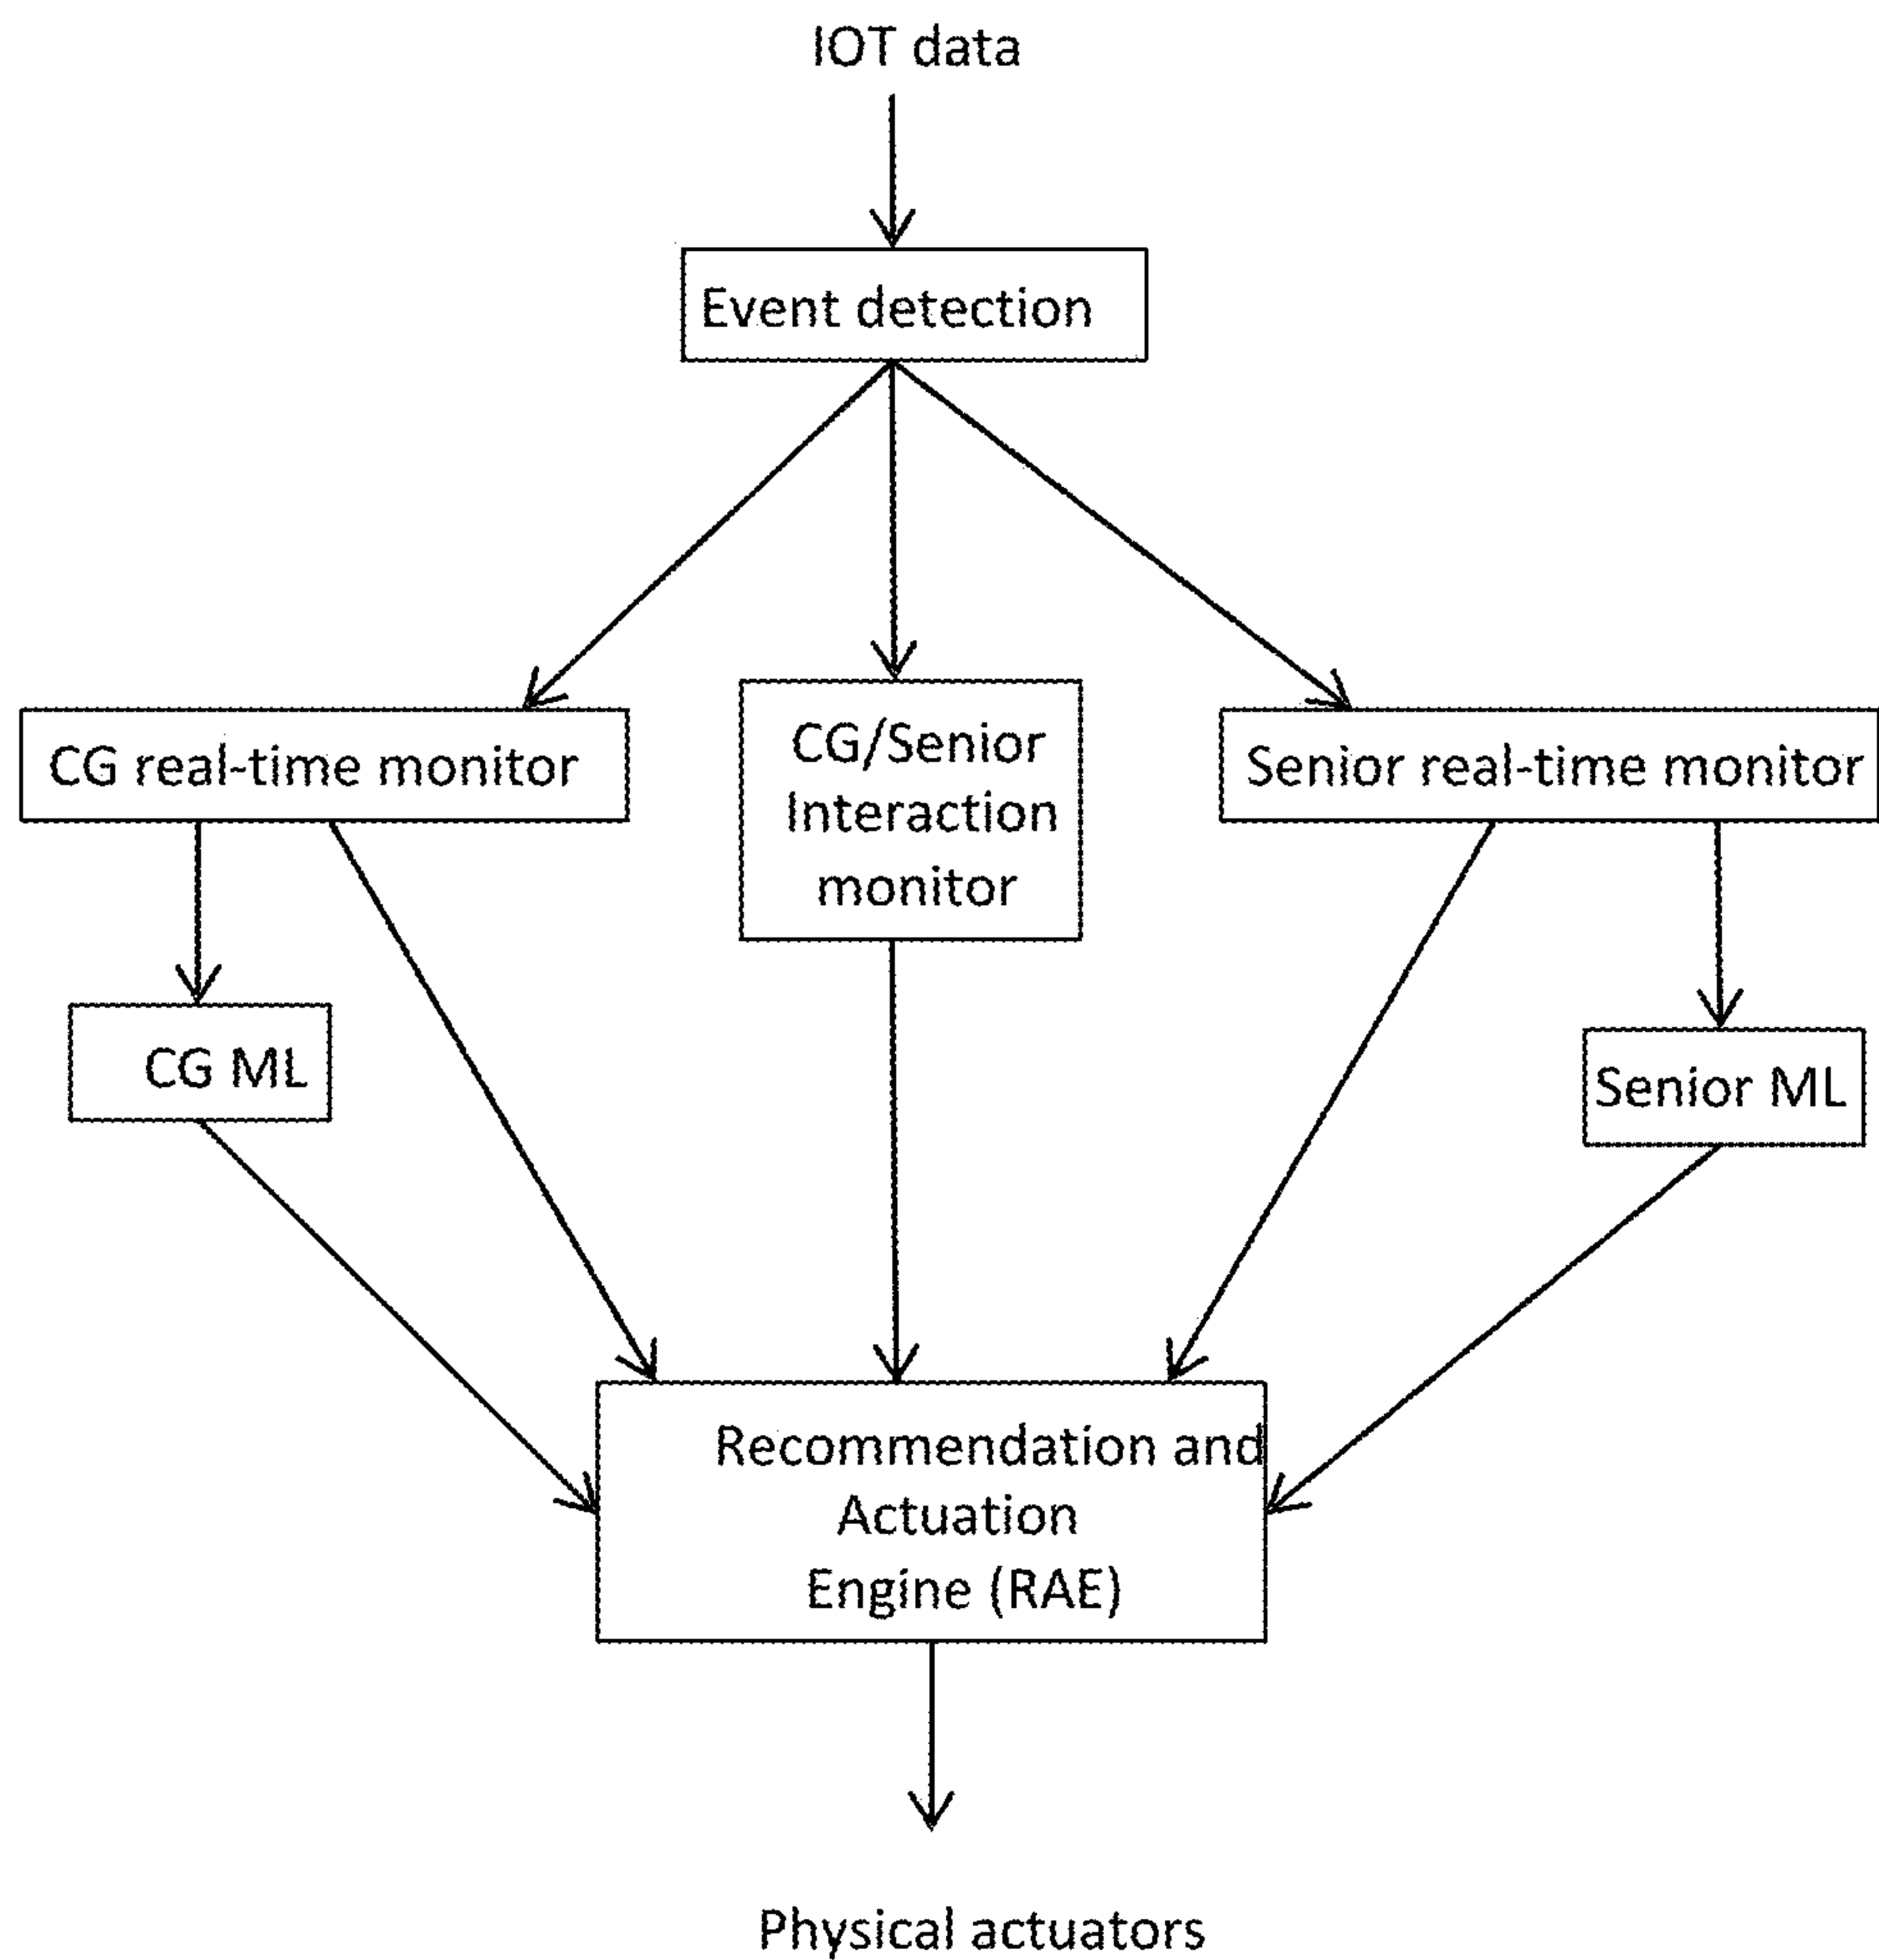 IOT data
Event detection
CG real-time monitor
CG/Senior
Interaction
monitor
Senior real-time monitor
CG ML
Senior ML
Recommendation and
Actuation
Engine (RAE)
Physical actuators